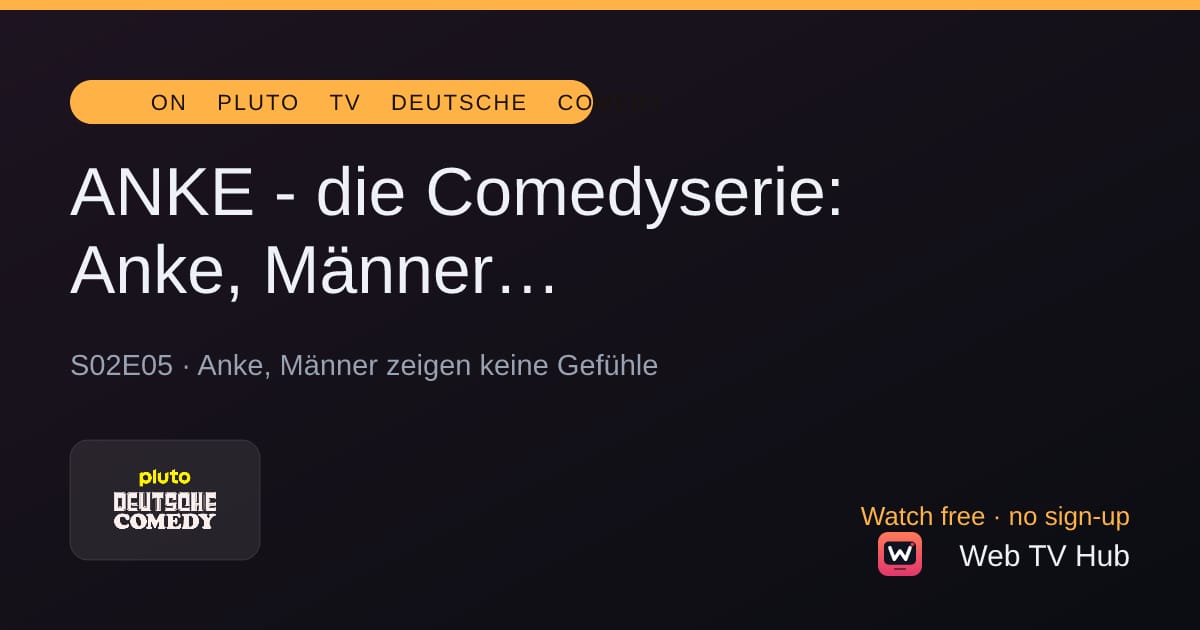 ON PLUTO TV DEUTSCHE CO
ANKE - die Comedyserie:
Anke, Männer…
S02E05 · Anke, Männer zeigen keine Gefühle
pluto
DEUTSCHE
COMEDY
Watch free · no sign-up
W
Web TV Hub